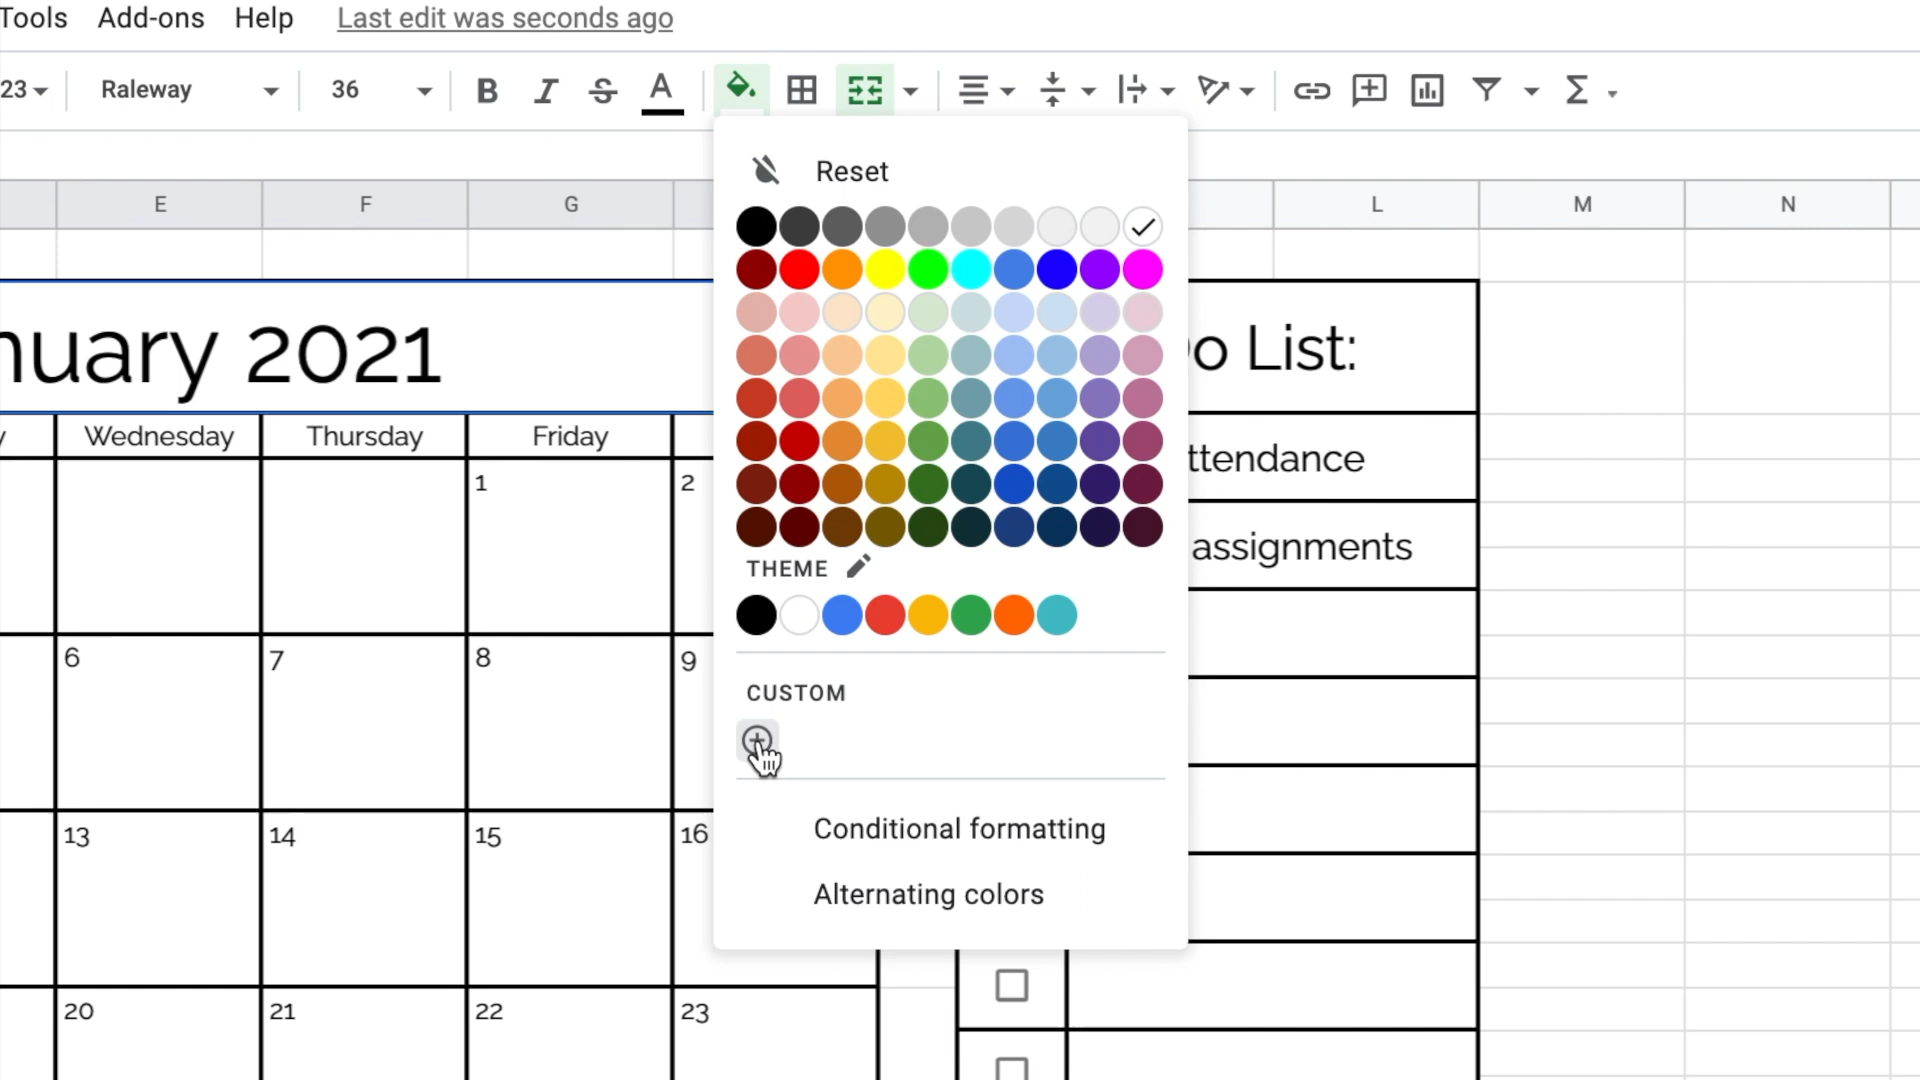 Tools Add-ons Help Last edit was seconds ago
23 Raleway 36 B I S A
Reset
E F G L M N
nuary 2021
o List:
Wednesday Thursday Friday
ttendance
1 2
assignments
THEME
6 7 8 9
CUSTOM
Conditional formatting
13 14 15 16
Alternating colors
20 21 22 23